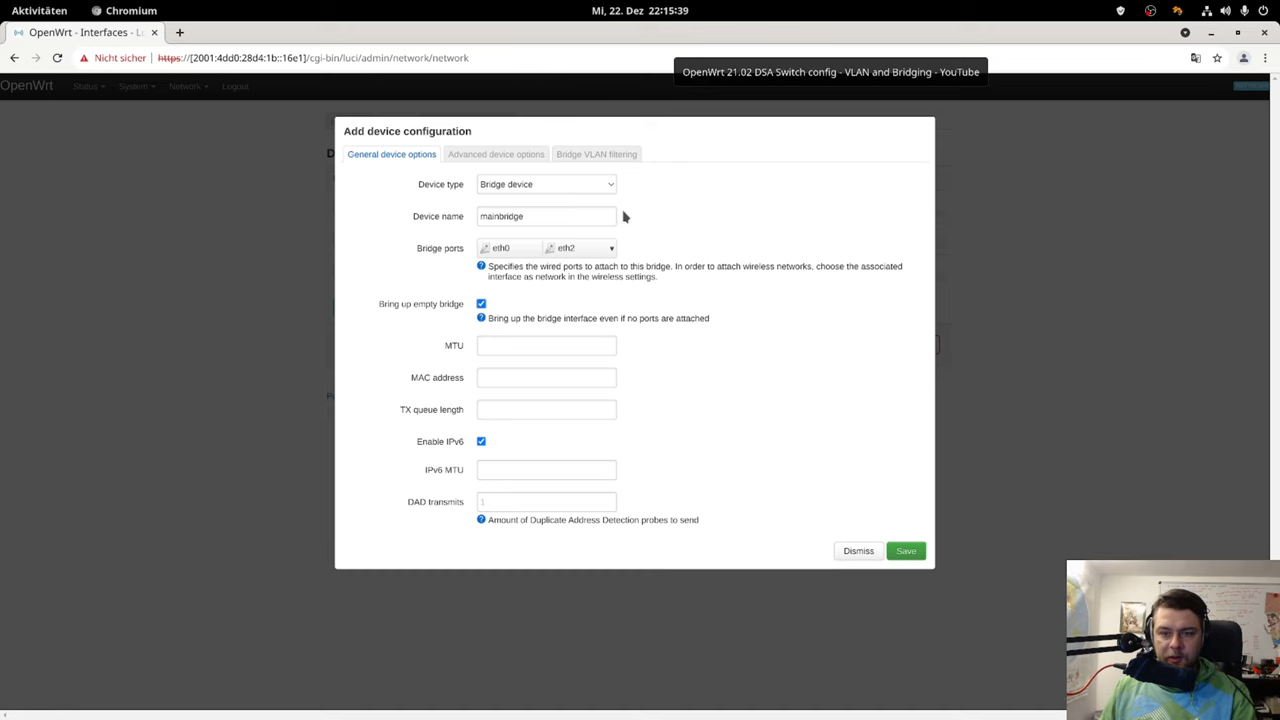 Aktivitäten
Chromium
Mi, 22. Dez 22:15:39
OpenWrt - Interfaces - L
Nicht sicher
https://[2001:4dd0:28d4:1b::16e1]/cgi-bin/luci/admin/network/network
OpenWrt 21.02 DSA Switch config - VLAN and Bridging - YouTube
OpenWrt
Status
System
Network
Logout
Add device configuration
General device options
Advanced device options
Bridge VLAN filtering
Device type
Bridge device
Device name
mainbridge
Bridge ports
eth0
eth2
Specifies the wired ports to attach to this bridge. In order to attach wireless networks, choose the associated
interface as network in the wireless settings.
Bring up empty bridge
Bring up the bridge interface even if no ports are attached
MTU
MAC address
TX queue length
Enable IPv6
IPv6 MTU
DAD transmits
1
Amount of Duplicate Address Detection probes to send
Dismiss
Save